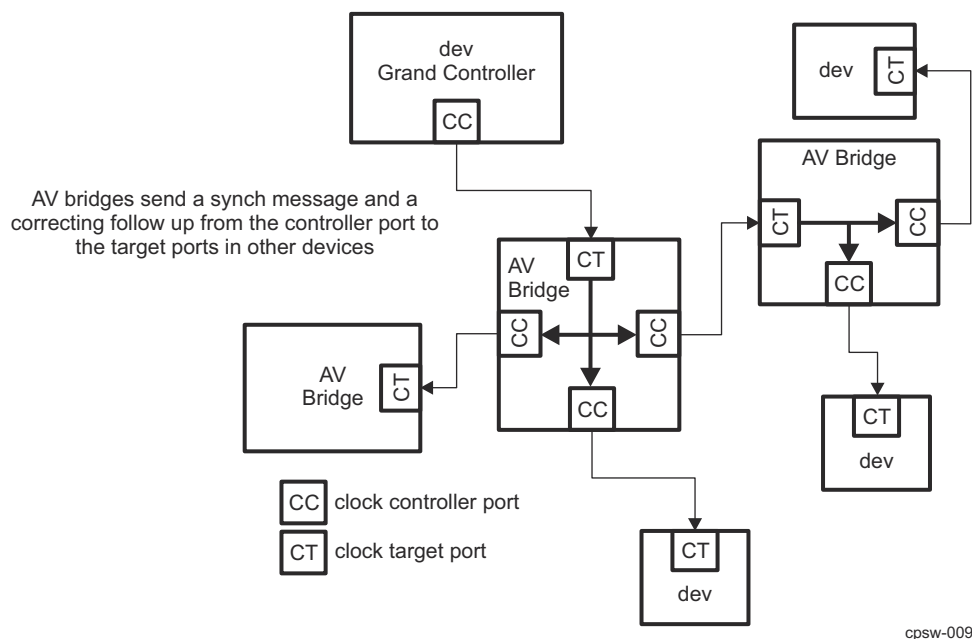 dev
Grand Controller
CC
dev
CT
AV Bridge
CT
CC
CC
AV bridges send a synch message and a
correcting follow up from the controller port to
the target ports in other devices
AV
Bridge
CT
CC
CC
CC
AV
Bridge
CT
CT
dev
CC clock controller port
CT clock target port
CT
dev
cpsw-009